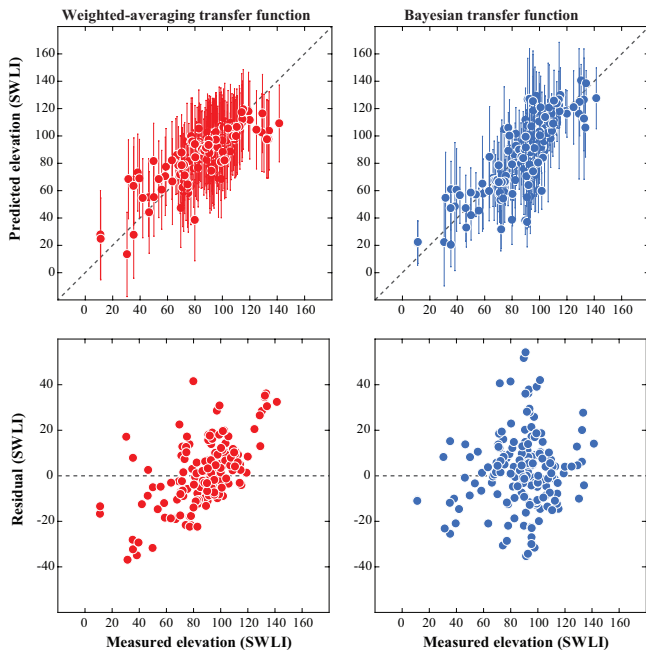 Weighted-averaging transfer function
Bayesian transfer function
Predicted elevation (SWLI)
160
140
120
100
80
60
40
20
0
0 20 40 60 80 100 120 140 160
160
140
120
100
80
60
40
20
0
0 20 40 60 80 100 120 140 160
Residual (SWLI)
40
20
0
-20
-40
0 20 40 60 80 100 120 140 160
Measured elevation (SWLI)
40
20
0
-20
-40
0 20 40 60 80 100 120 140 160
Measured elevation (SWLI)